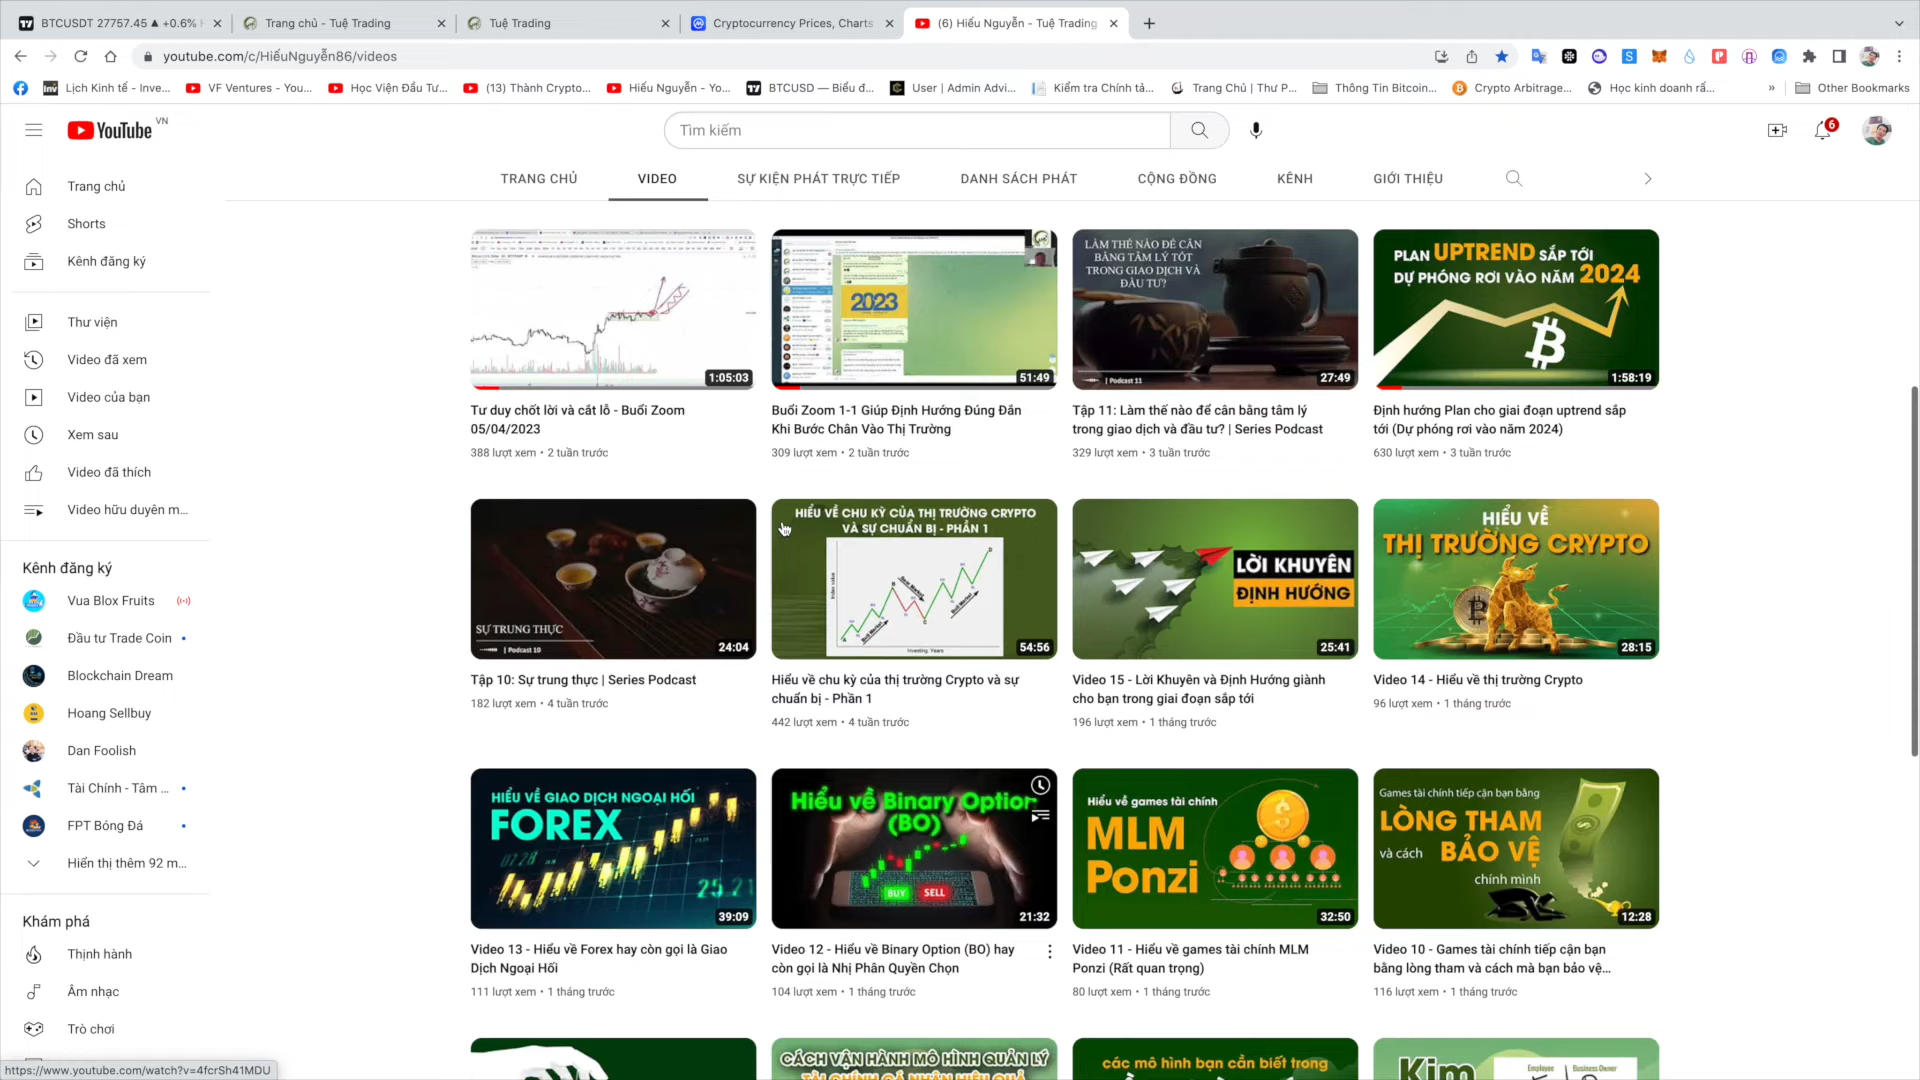 BTCUSDT 27757.45 ▲ +0.6%
Trang chủ - Tuệ Trading
Tuệ Trading
Cryptocurrency Prices, Charts
(6) Hiếu Nguyễn - Tuệ Trading
youtube.com/c/HiếuNguyễn86/videos
Lịch Kinh tế - Inve...
VF Ventures - You...
Học Viện Đầu Tư...
(13) Thành Crypto...
Hiếu Nguyễn - Yo...
BTCUSD — Biểu đ...
User | Admin Advi...
Kiểm tra Chính tả...
Trang Chủ | Thư P...
Thông Tin Bitcoin...
Crypto Arbitrage...
Học kinh doanh rấ...
»
Other Bookmarks
YouTube VN
Tìm kiếm
6
TRANG CHỦ
VIDEO
SỰ KIỆN PHÁT TRỰC TIẾP
DANH SÁCH PHÁT
CỘNG ĐỒNG
KÊNH
GIỚI THIỆU
Trang chủ
Shorts
Kênh đăng ký
Thư viện
Video đã xem
Video của bạn
Xem sau
Video đã thích
Video hữu duyên m...
Kênh đăng ký
Vua Blox Fruits
Đầu tư Trade Coin
Blockchain Dream
Hoang Sellbuy
Dan Foolish
Tài Chính - Tâm ...
FPT Bóng Đá
Hiển thị thêm 92 m...
Khám phá
Thịnh hành
Âm nhạc
Trò chơi
https://www.youtube.com/watch?v=4fcrSh41MDU
1:05:03
Tư duy chốt lời và cắt lỗ - Buổi Zoom
05/04/2023
388 lượt xem • 2 tuần trước
2023
51:49
Buổi Zoom 1-1 Giúp Định Hướng Đúng Đắn
Khi Bước Chân Vào Thị Trường
309 lượt xem • 2 tuần trước
LÀM THẾ NÀO ĐỂ CÂN
BẰNG TÂM LÝ TỐT
TRONG GIAO DỊCH VÀ
ĐẦU TƯ?
| Podcast 11
27:49
Tập 11: Làm thế nào để cân bằng tâm lý
trong giao dịch và đầu tư? | Series Podcast
329 lượt xem • 3 tuần trước
PLAN UPTREND SẮP TỚI
DỰ PHÓNG RƠI VÀO NĂM 2024
1:58:19
Định hướng Plan cho giai đoạn uptrend sắp
tới (Dự phóng rơi vào năm 2024)
630 lượt xem • 3 tuần trước
SỰ TRUNG THỰC
| Podcast 10
24:04
Tập 10: Sự trung thực | Series Podcast
182 lượt xem • 4 tuần trước
HIỂU VỀ CHU KỲ CỦA THỊ TRƯỜNG CRYPTO
VÀ SỰ CHUẨN BỊ - PHẦN 1
Bull Market
Bear Market
Bull Market
Investing Years
54:56
Hiểu về chu kỳ của thị trường Crypto và sự
chuẩn bị - Phần 1
442 lượt xem • 4 tuần trước
LỜI KHUYÊN
ĐỊNH HƯỚNG
25:41
Video 15 - Lời Khuyên và Định Hướng giành
cho bạn trong giai đoạn sắp tới
196 lượt xem • 1 tháng trước
HIỂU VỀ
THỊ TRƯỜNG CRYPTO
28:15
Video 14 - Hiểu về thị trường Crypto
96 lượt xem • 1 tháng trước
HIỂU VỀ GIAO DỊCH NGOẠI HỐI
FOREX
39:09
Video 13 - Hiểu về Forex hay còn gọi là Giao
Dịch Ngoại Hối
111 lượt xem • 1 tháng trước
Hiểu về Binary Option
(BO)
BUY
SELL
21:32
Video 12 - Hiểu về Binary Option (BO) hay
còn gọi là Nhị Phân Quyền Chọn
104 lượt xem • 1 tháng trước
Hiểu về games tài chính
MLM
Ponzi
32:50
Video 11 - Hiểu về games tài chính MLM
Ponzi (Rất quan trọng)
80 lượt xem • 1 tháng trước
Games tài chính tiếp cận bạn bằng
LÒNG THAM
và cách BẢO VỆ
chính mình
12:28
Video 10 - Games tài chính tiếp cận bạn
bằng lòng tham và cách mà bạn bảo vệ...
116 lượt xem • 1 tháng trước
CÁCH VẬN HÀNH MÔ HÌNH QUẢN LÝ
TÀI CHÍNH CÁ NHÂN HIỆU QUẢ
các mô hình bạn cần biết trong
Kim
Employee
Business Owner